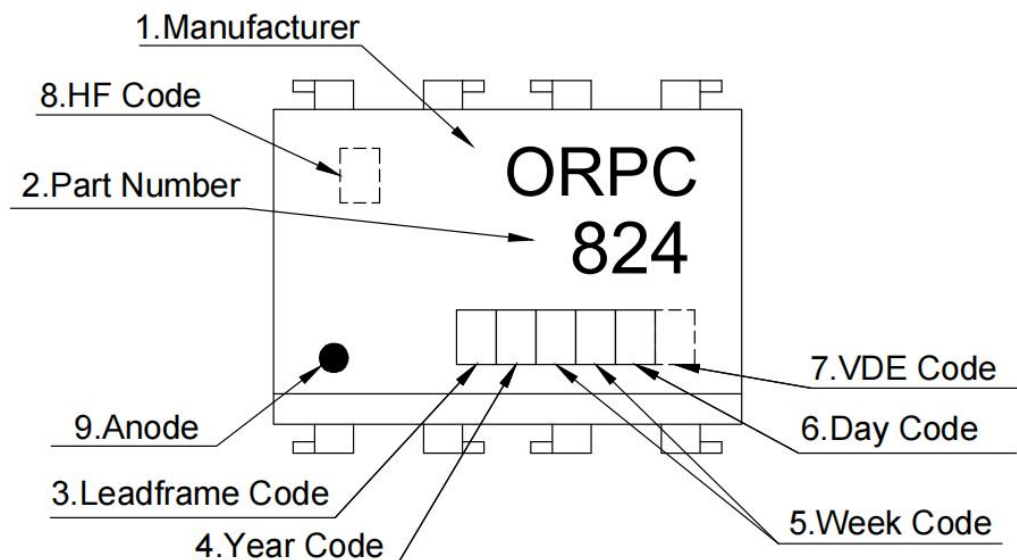 1.Manufacturer
8.HF Code
ORPC
2.Part Number
824
7.VDE Code
9.Anode
6.Day Code
3.Leadframe Code
5.Week Code
4.Year Code